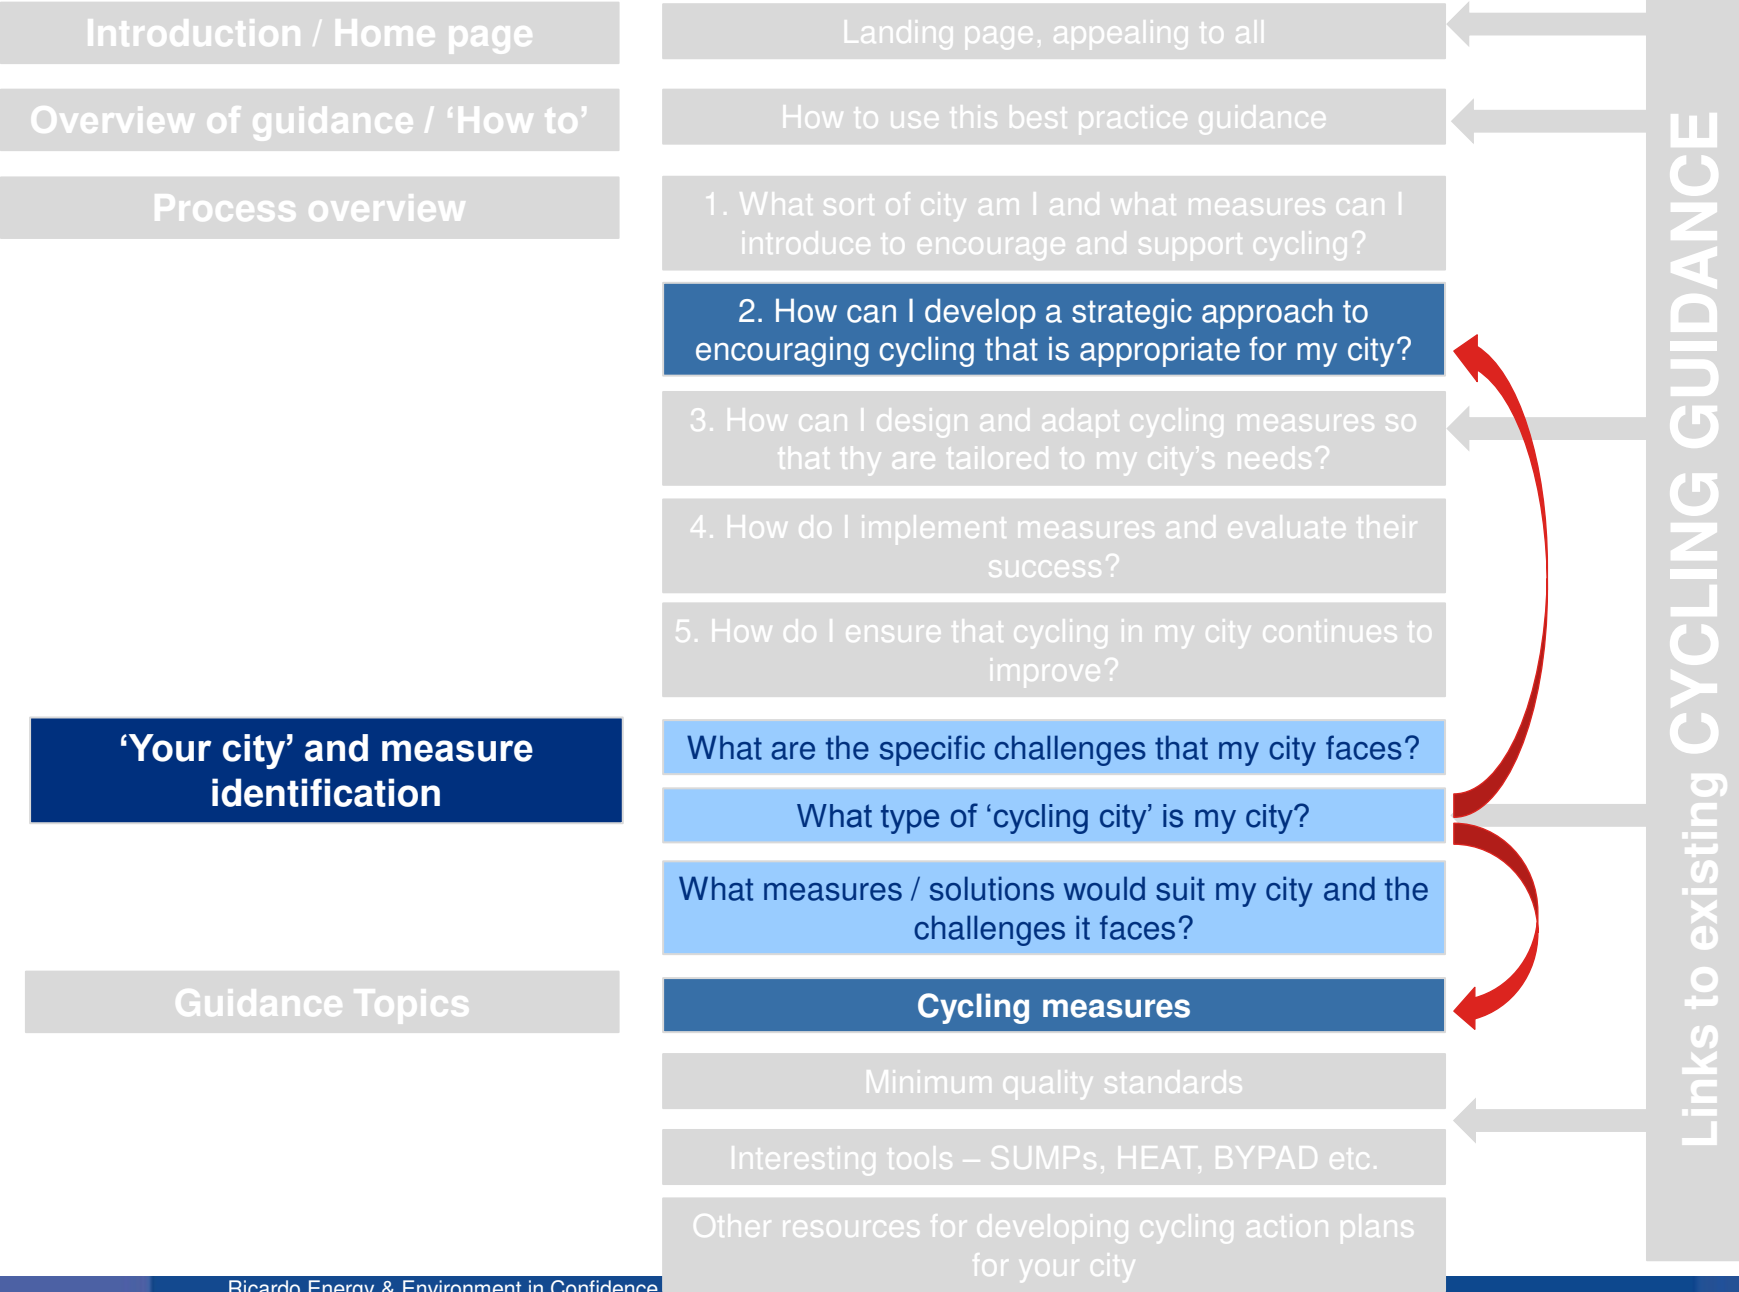 Introduction / Home page
Landing page, appealing to all
Overview of guidance / ‘How to’
How to use this best practice guidance
Process overview
1. What sort of city am I and what measures can I
introduce to encourage and support cycling?
2. How can I develop a strategic approach to
encouraging cycling that is appropriate for my city?
3. How can I design and adapt cycling measures so
that thy are tailored to my city’s needs?
4. How do I implement measures and evaluate their
success?
5. How do I ensure that cycling in my city continues to
improve?
‘Your city’ and measure
identification
What are the specific challenges that my city faces?
What type of ‘cycling city’ is my city?
What measures / solutions would suit my city and the
challenges it faces?
Guidance Topics
Cycling measures
Minimum quality standards
Interesting tools – SUMPs, HEAT, BYPAD etc.
Other resources for developing cycling action plans
for your city
Links to existing CYCLING GUIDANCE
Ricardo Energy & Environment in Confidence